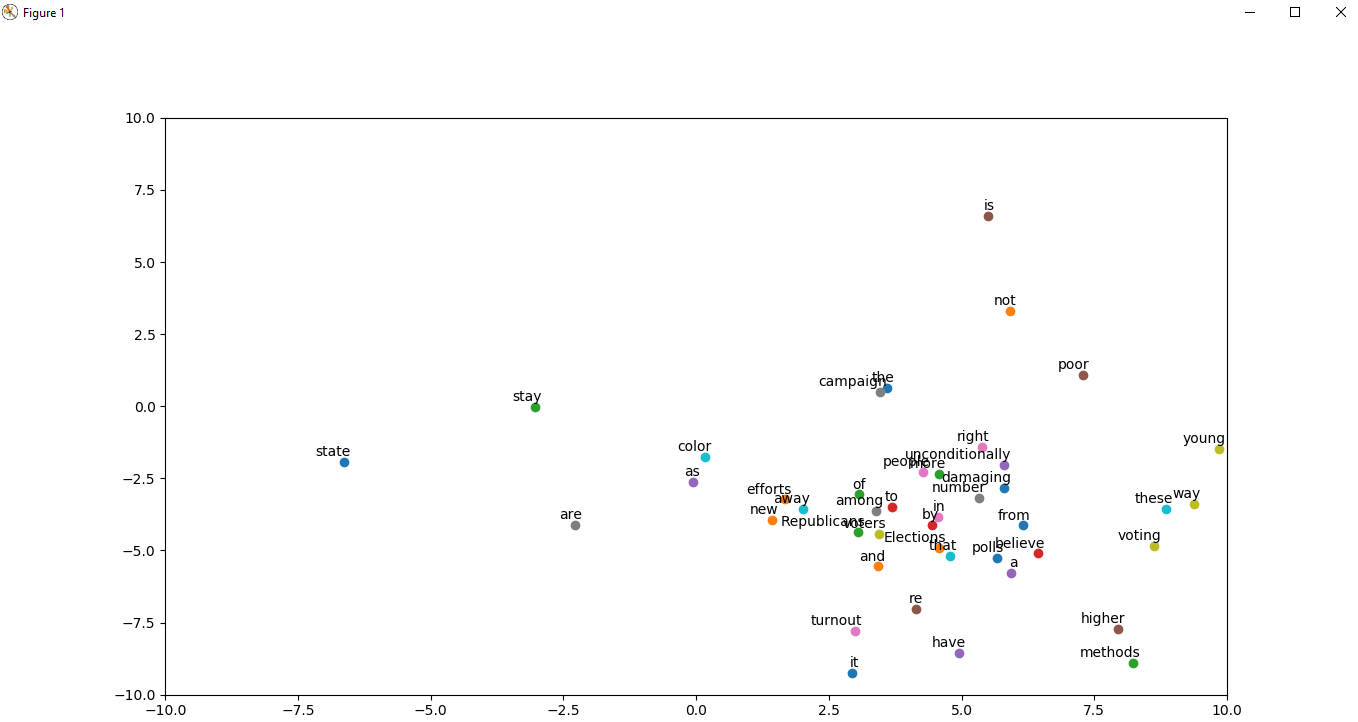 Figure 1
10.0
is
7.5
5.0
not
2.5
poor
the
campaign
stay
0.0
young
right
color
state
unconditionally
people
more
as
−2.5
damaging
number
of
efforts
away
among
to
these
way
new
in
by
from
are
Republicans
voters
voting
Elections
that
polls
believe
−5.0
and
a
re
−7.5
turnout
higher
have
methods
it
−10.0
−10.0 −7.5 −5.0 −2.5 0.0 2.5 5.0 7.5 10.0